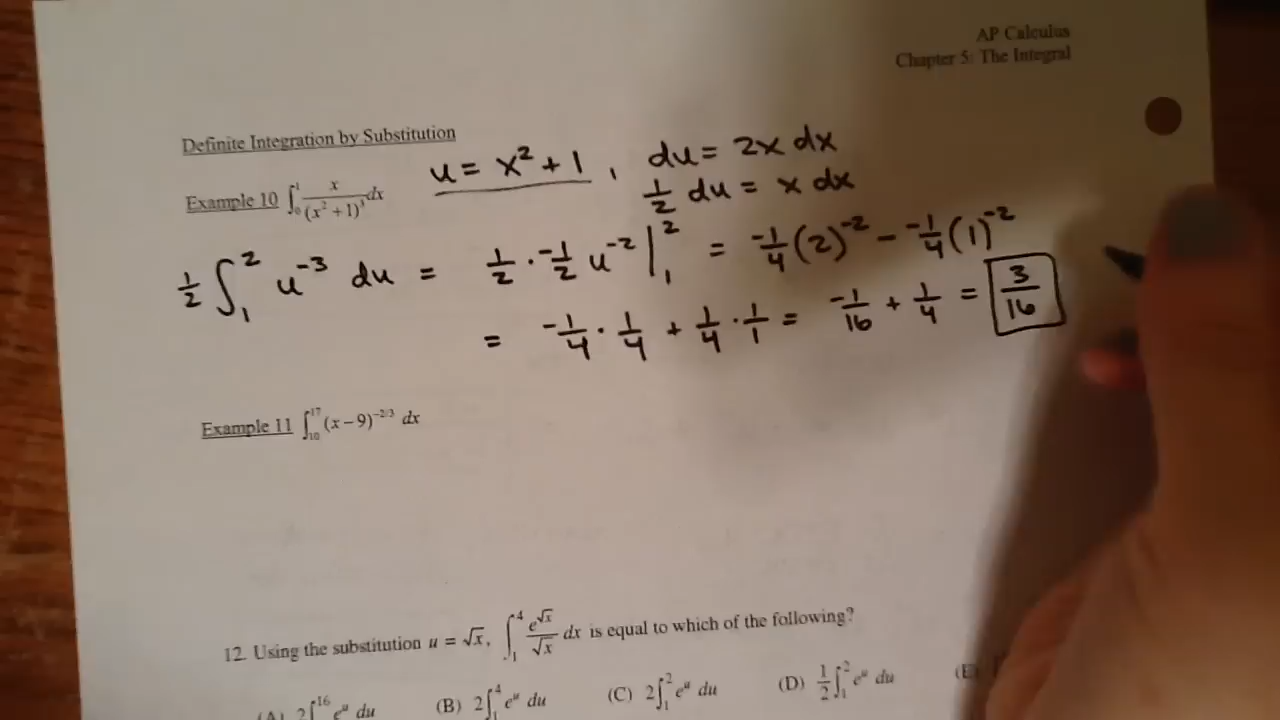 AP Calculus
Chapter 5: The Integral
Definite Integration by Substitution
u = x² + 1 , du = 2x dx
Example 10 ∫₀¹ x/(x² + 1)³ dx
½ du = x dx
½ ∫₁² u⁻³ du = ½ · -½ u⁻² |₁² = -¼(2)⁻² - -¼(1)⁻²
= -¼ · ¼ + ¼ · 1/1 = -1/16 + ¼ = 3/16
Example 11 ∫₁₀¹⁷ (x – 9)^(-2/3) dx
12. Using the substitution u = √x, ∫₁⁴ e^√x/√x dx is equal to which of the following?
(A) 2∫₁¹⁶ eᵘ du (B) 2∫₁⁴ eᵘ du (C) 2∫₁² eᵘ du (D) ½∫₁² eᵘ du (E)